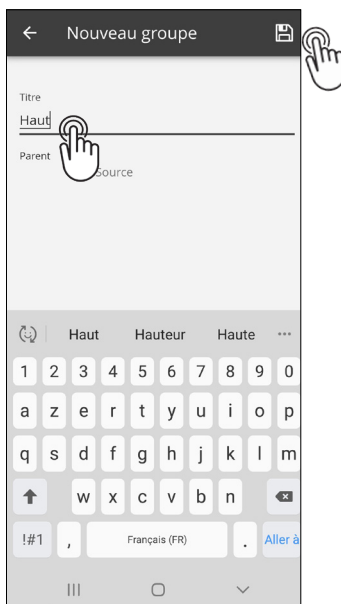 Nouveau groupe
Titre
Haut
Parent
Source
Haut Hauteur Haute ...
1 2 3 4 5 6 7 8 9 0
a z e r t y u i o p
q s d f g h j k l m
w x c v b n
!#1 , Français (FR) . Aller à